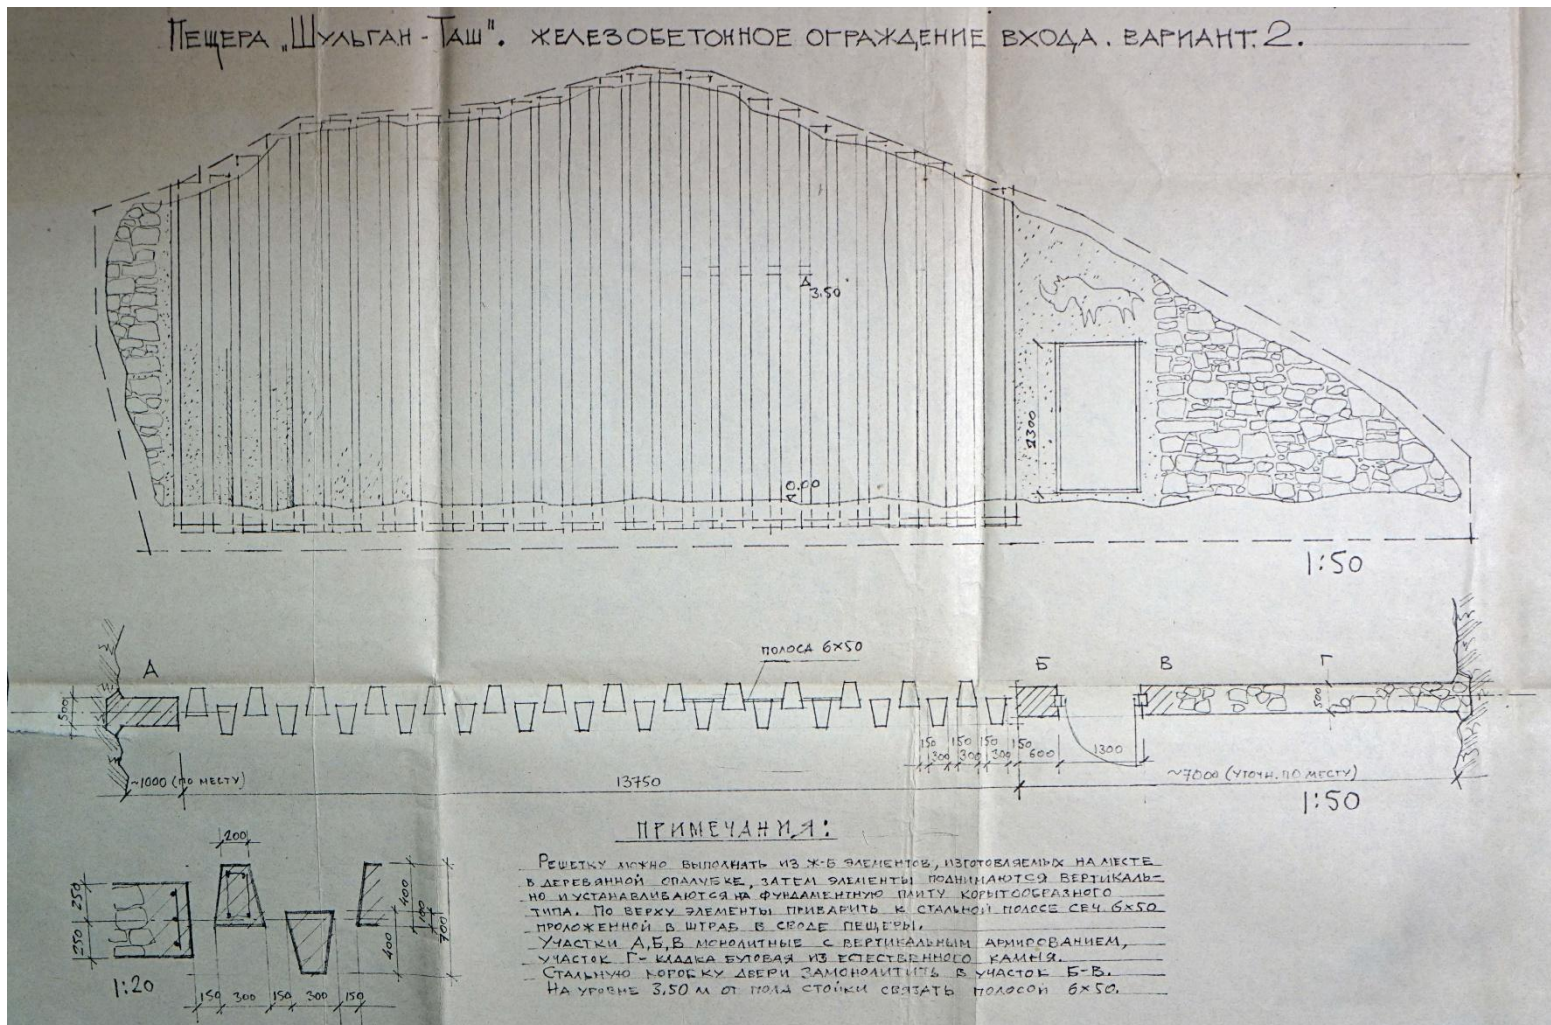 Пещера „Шульган-Таш". железобетонное ограждение входа. вариант. 2.
3.50
2300
0.00
1:50
полоса 6×50
А
Б
В
Г
500
500
150 150 150 150
300 300 300 600
1300
~1000 (по месту)
13750
~7000 (уточн. по месту)
1:50
ПРИМЕЧАНИЯ:
Решетку можно выполнять из ж-б элементов, изготовляемых на месте
в деревянной опалубке, затем элементы поднимаются вертикаль-
но и устанавливаются на фундаментную плиту корытообразного
типа. По верху элементы приварить к стальной полосе сеч. 6×50
проложенной в штраб в своде пещеры.
Участки А,Б,В монолитные с вертикальным армированием,
участок Г- кладка бутовая из естественного камня.
Стальную коробку двери замонолитить в участок Б-В.
На уровне 3.50 м от пола стойки связать полосой 6×50.
200
250
250
400
100
400
700
1:20
150 300 150 300 150